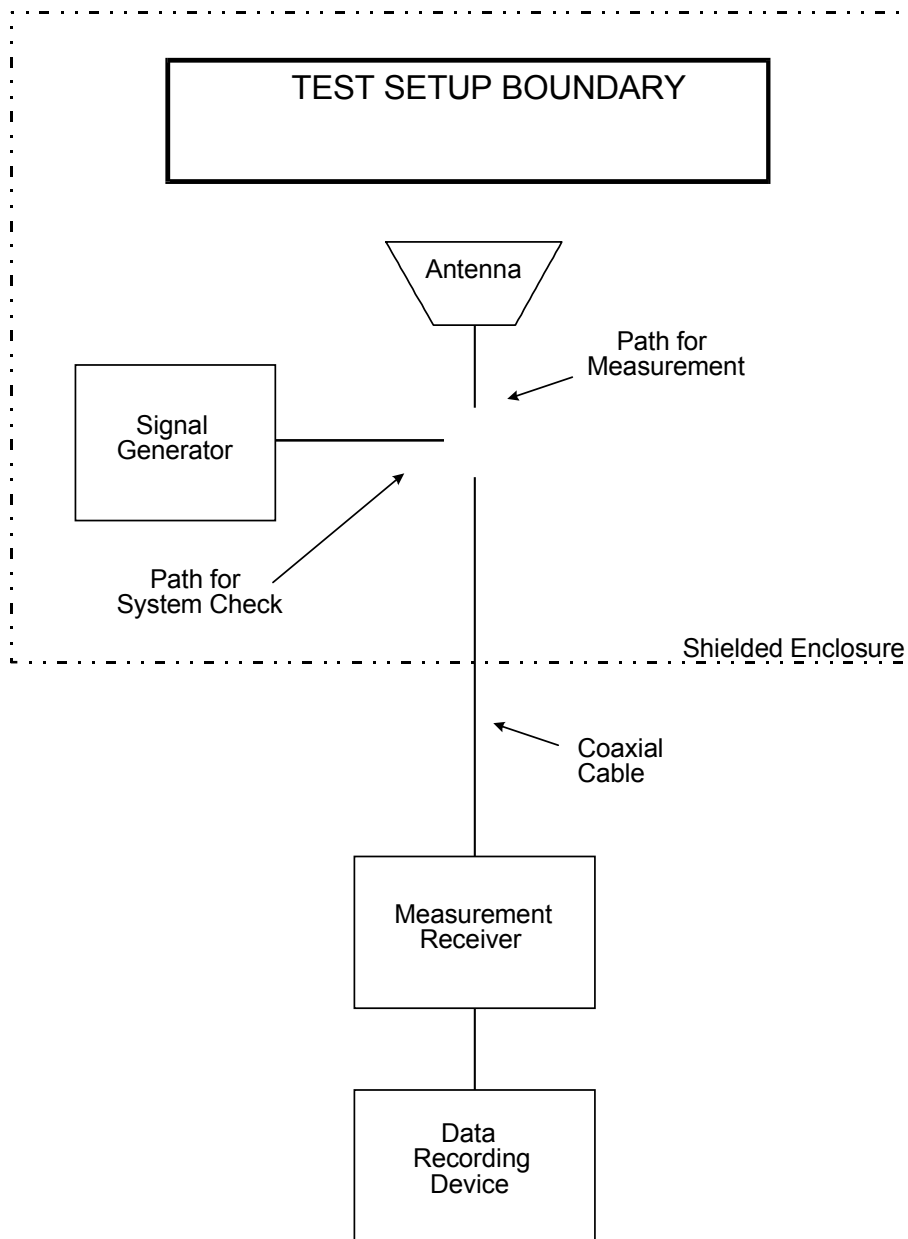 TEST SETUP BOUNDARY
Antenna
Path for
Measurement
Signal
Generator
Path for
System Check
Shielded Enclosure
Coaxial
Cable
Measurement
Receiver
Data
Recording
Device